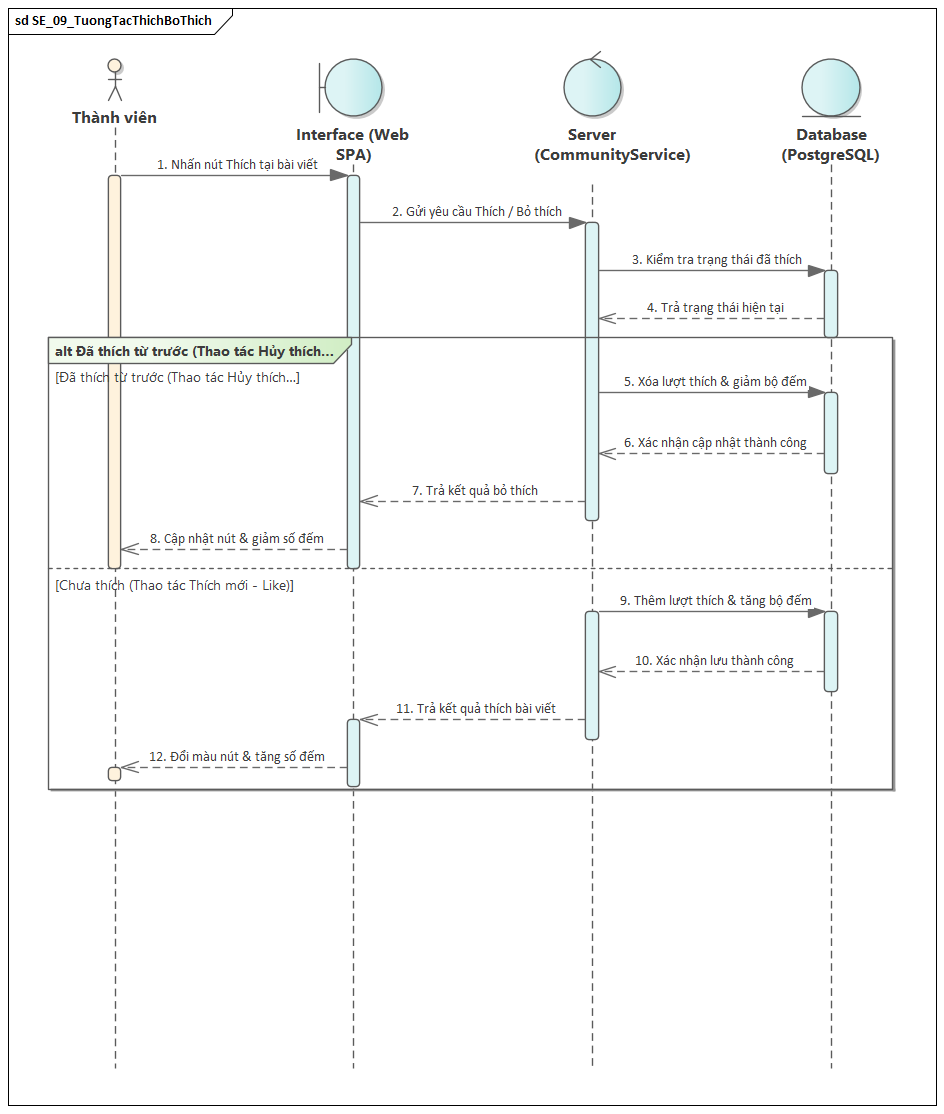 sd SE_09_TuongTacThichBoThich
Thành viên
Interface (Web
SPA)
Server
(CommunityService)
Database
(PostgreSQL)
1. Nhấn nút Thích tại bài viết
2. Gửi yêu cầu Thích / Bỏ thích
3. Kiểm tra trạng thái đã thích
4. Trả trạng thái hiện tại
alt Đã thích từ trước (Thao tác Hủy thích...
[Đã thích từ trước (Thao tác Hủy thích...]
5. Xóa lượt thích & giảm bộ đếm
6. Xác nhận cập nhật thành công
7. Trả kết quả bỏ thích
8. Cập nhật nút & giảm số đếm
[Chưa thích (Thao tác Thích mới - Like)]
9. Thêm lượt thích & tăng bộ đếm
10. Xác nhận lưu thành công
11. Trả kết quả thích bài viết
12. Đổi màu nút & tăng số đếm